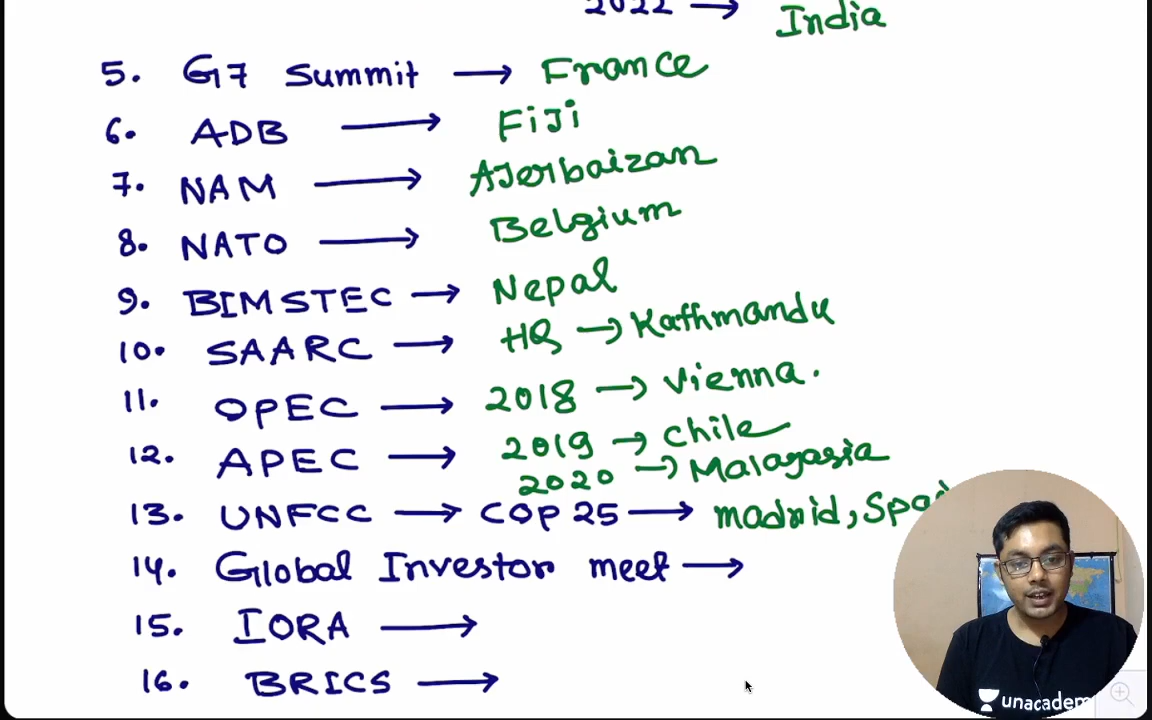 2022 → India
5. G7 Summit → France
6. ADB → FiJi
7. NAM → AJerbaizan
8. NATO → Belgium
9. BIMSTEC → Nepal
10. SAARC → HQ → Kathmandu
11. OPEC → 2018 → Vienna.
12. APEC → 2019 → Chile
2020 → Malayasia
13. UNFCC → COP 25 → madrid, Spa
14. Global Investor meet →
15. IORA →
16. BRICS →
unacadem